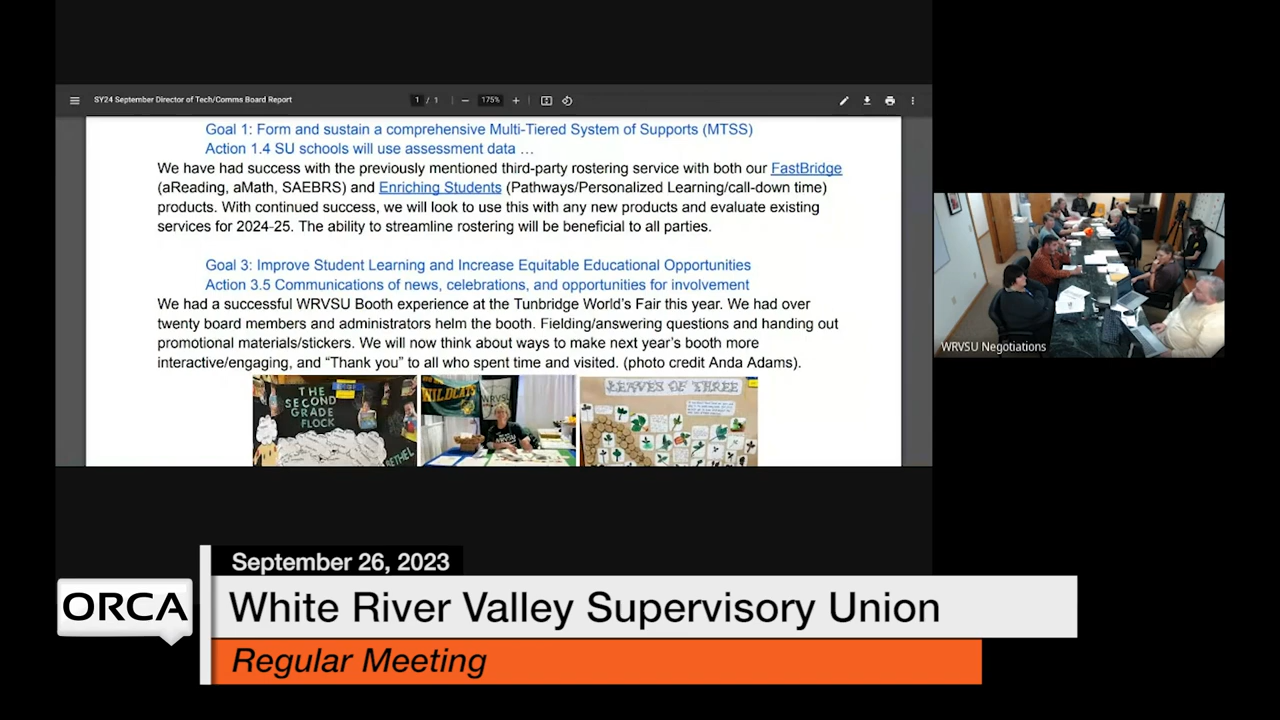 SY24 September Director of Tech/Comms Board Report
1 / 1
175%
Goal 1: Form and sustain a comprehensive Multi-Tiered System of Supports (MTSS)
Action 1.4 SU schools will use assessment data …
We have had success with the previously mentioned third-party rostering service with both our FastBridge
(aReading, aMath, SAEBRS) and Enriching Students (Pathways/Personalized Learning/call-down time)
products. With continued success, we will look to use this with any new products and evaluate existing
services for 2024-25. The ability to streamline rostering will be beneficial to all parties.
Goal 3: Improve Student Learning and Increase Equitable Educational Opportunities
Action 3.5 Communications of news, celebrations, and opportunities for involvement
We had a successful WRVSU Booth experience at the Tunbridge World's Fair this year. We had over
twenty board members and administrators helm the booth. Fielding/answering questions and handing out
promotional materials/stickers. We will now think about ways to make next year's booth more
interactive/engaging, and “Thank you” to all who spent time and visited. (photo credit Anda Adams).
THE
SECOND
GRADE
FLOCK
BETHEL
WILDCATS
WRVSU
LEAVES OF THREE
WRVSU Negotiations
September 26, 2023
ORCA
White River Valley Supervisory Union
Regular Meeting